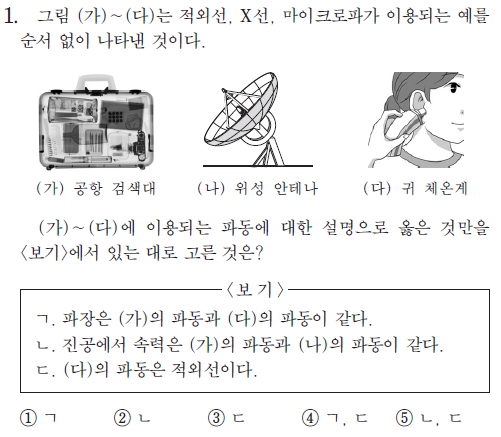 1. 그림 (가)~(다)는 적외선, X선, 마이크로파가 이용되는 예를
순서 없이 나타낸 것이다.
(가) 공항 검색대 (나) 위성 안테나 (다) 귀 체온계
(가)~(다)에 이용되는 파동에 대한 설명으로 옳은 것만을
<보기>에서 있는 대로 고른 것은?
<보 기>
ㄱ. 파장은 (가)의 파동과 (다)의 파동이 같다.
ㄴ. 진공에서 속력은 (가)의 파동과 (나)의 파동이 같다.
ㄷ. (다)의 파동은 적외선이다.
① ㄱ ② ㄴ ③ ㄷ ④ ㄱ, ㄷ ⑤ ㄴ, ㄷ